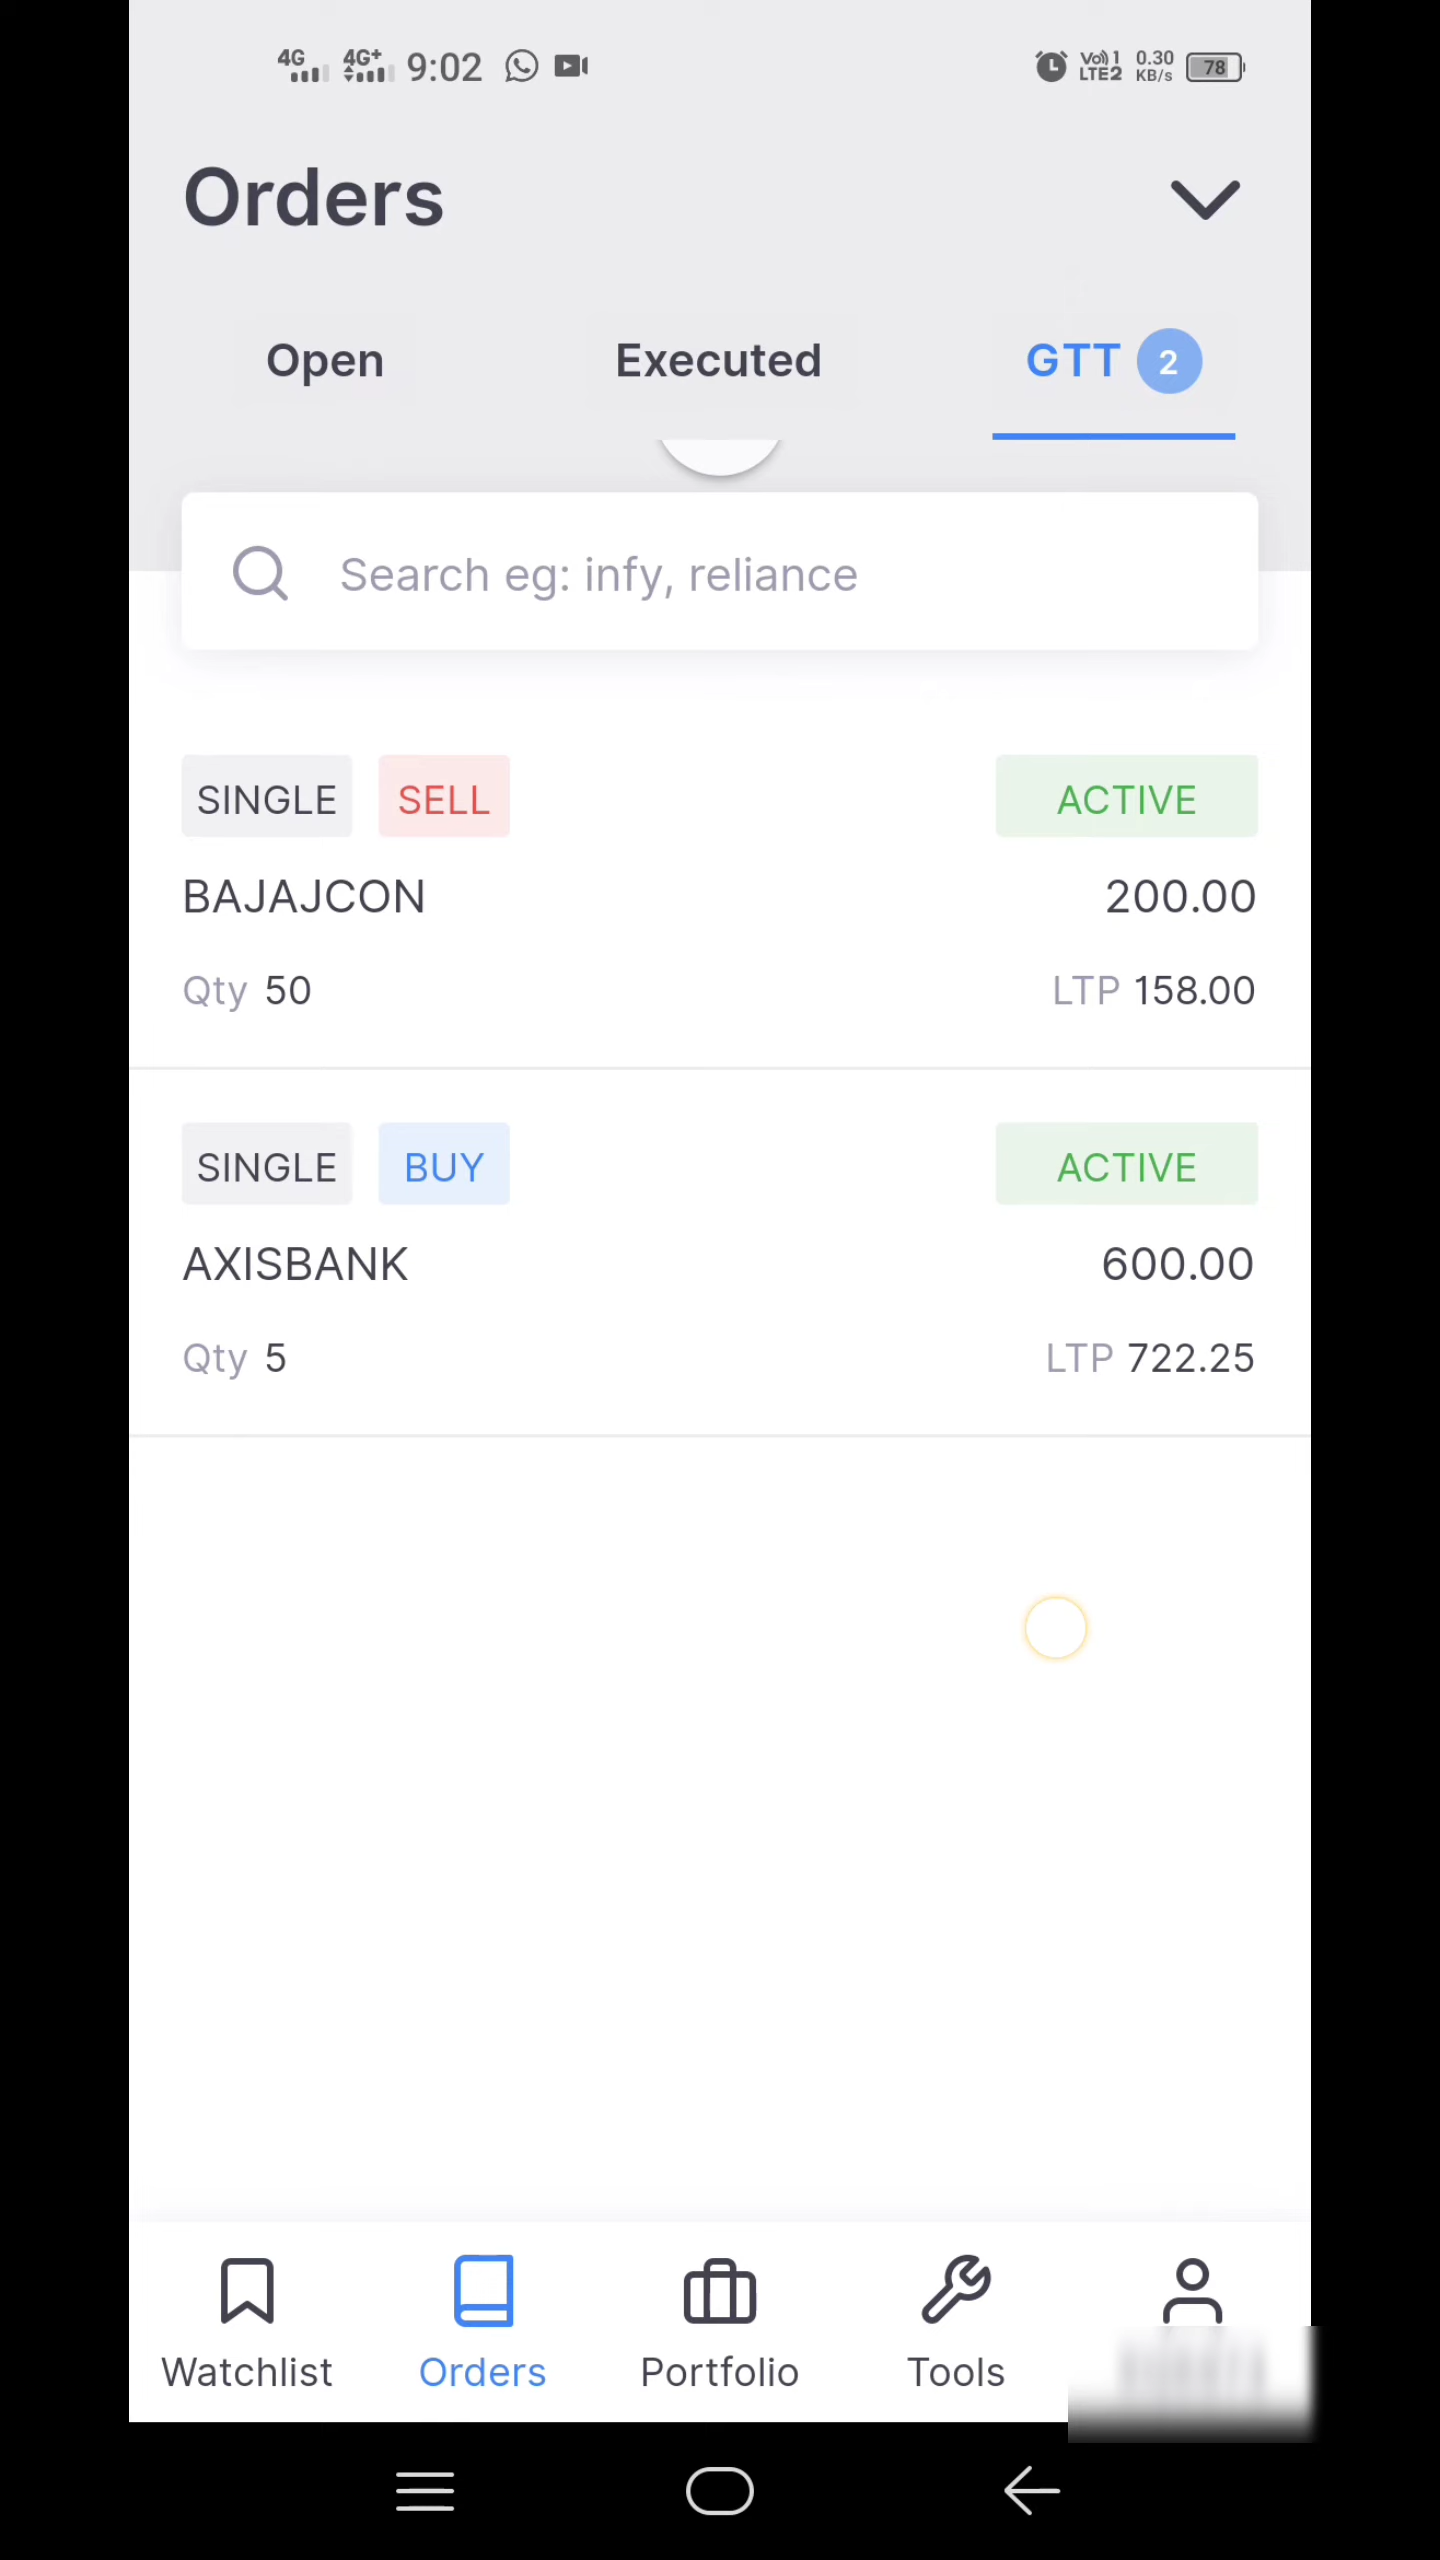 4G 4G+ 9:02 Vo)) 1 LTE2 0.30 KB/s 78
Orders
Open Executed GTT 2
Search eg: infy, reliance
SINGLE SELL ACTIVE
BAJAJCON 200.00
Qty 50 LTP 158.00
SINGLE BUY ACTIVE
AXISBANK 600.00
Qty 5 LTP 722.25
Watchlist Orders Portfolio Tools